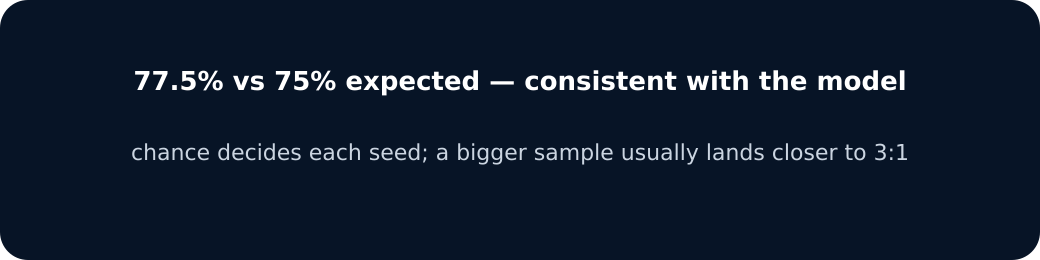 77.5% vs 75% expected — consistent with the model
chance decides each seed; a bigger sample usually lands closer to 3:1